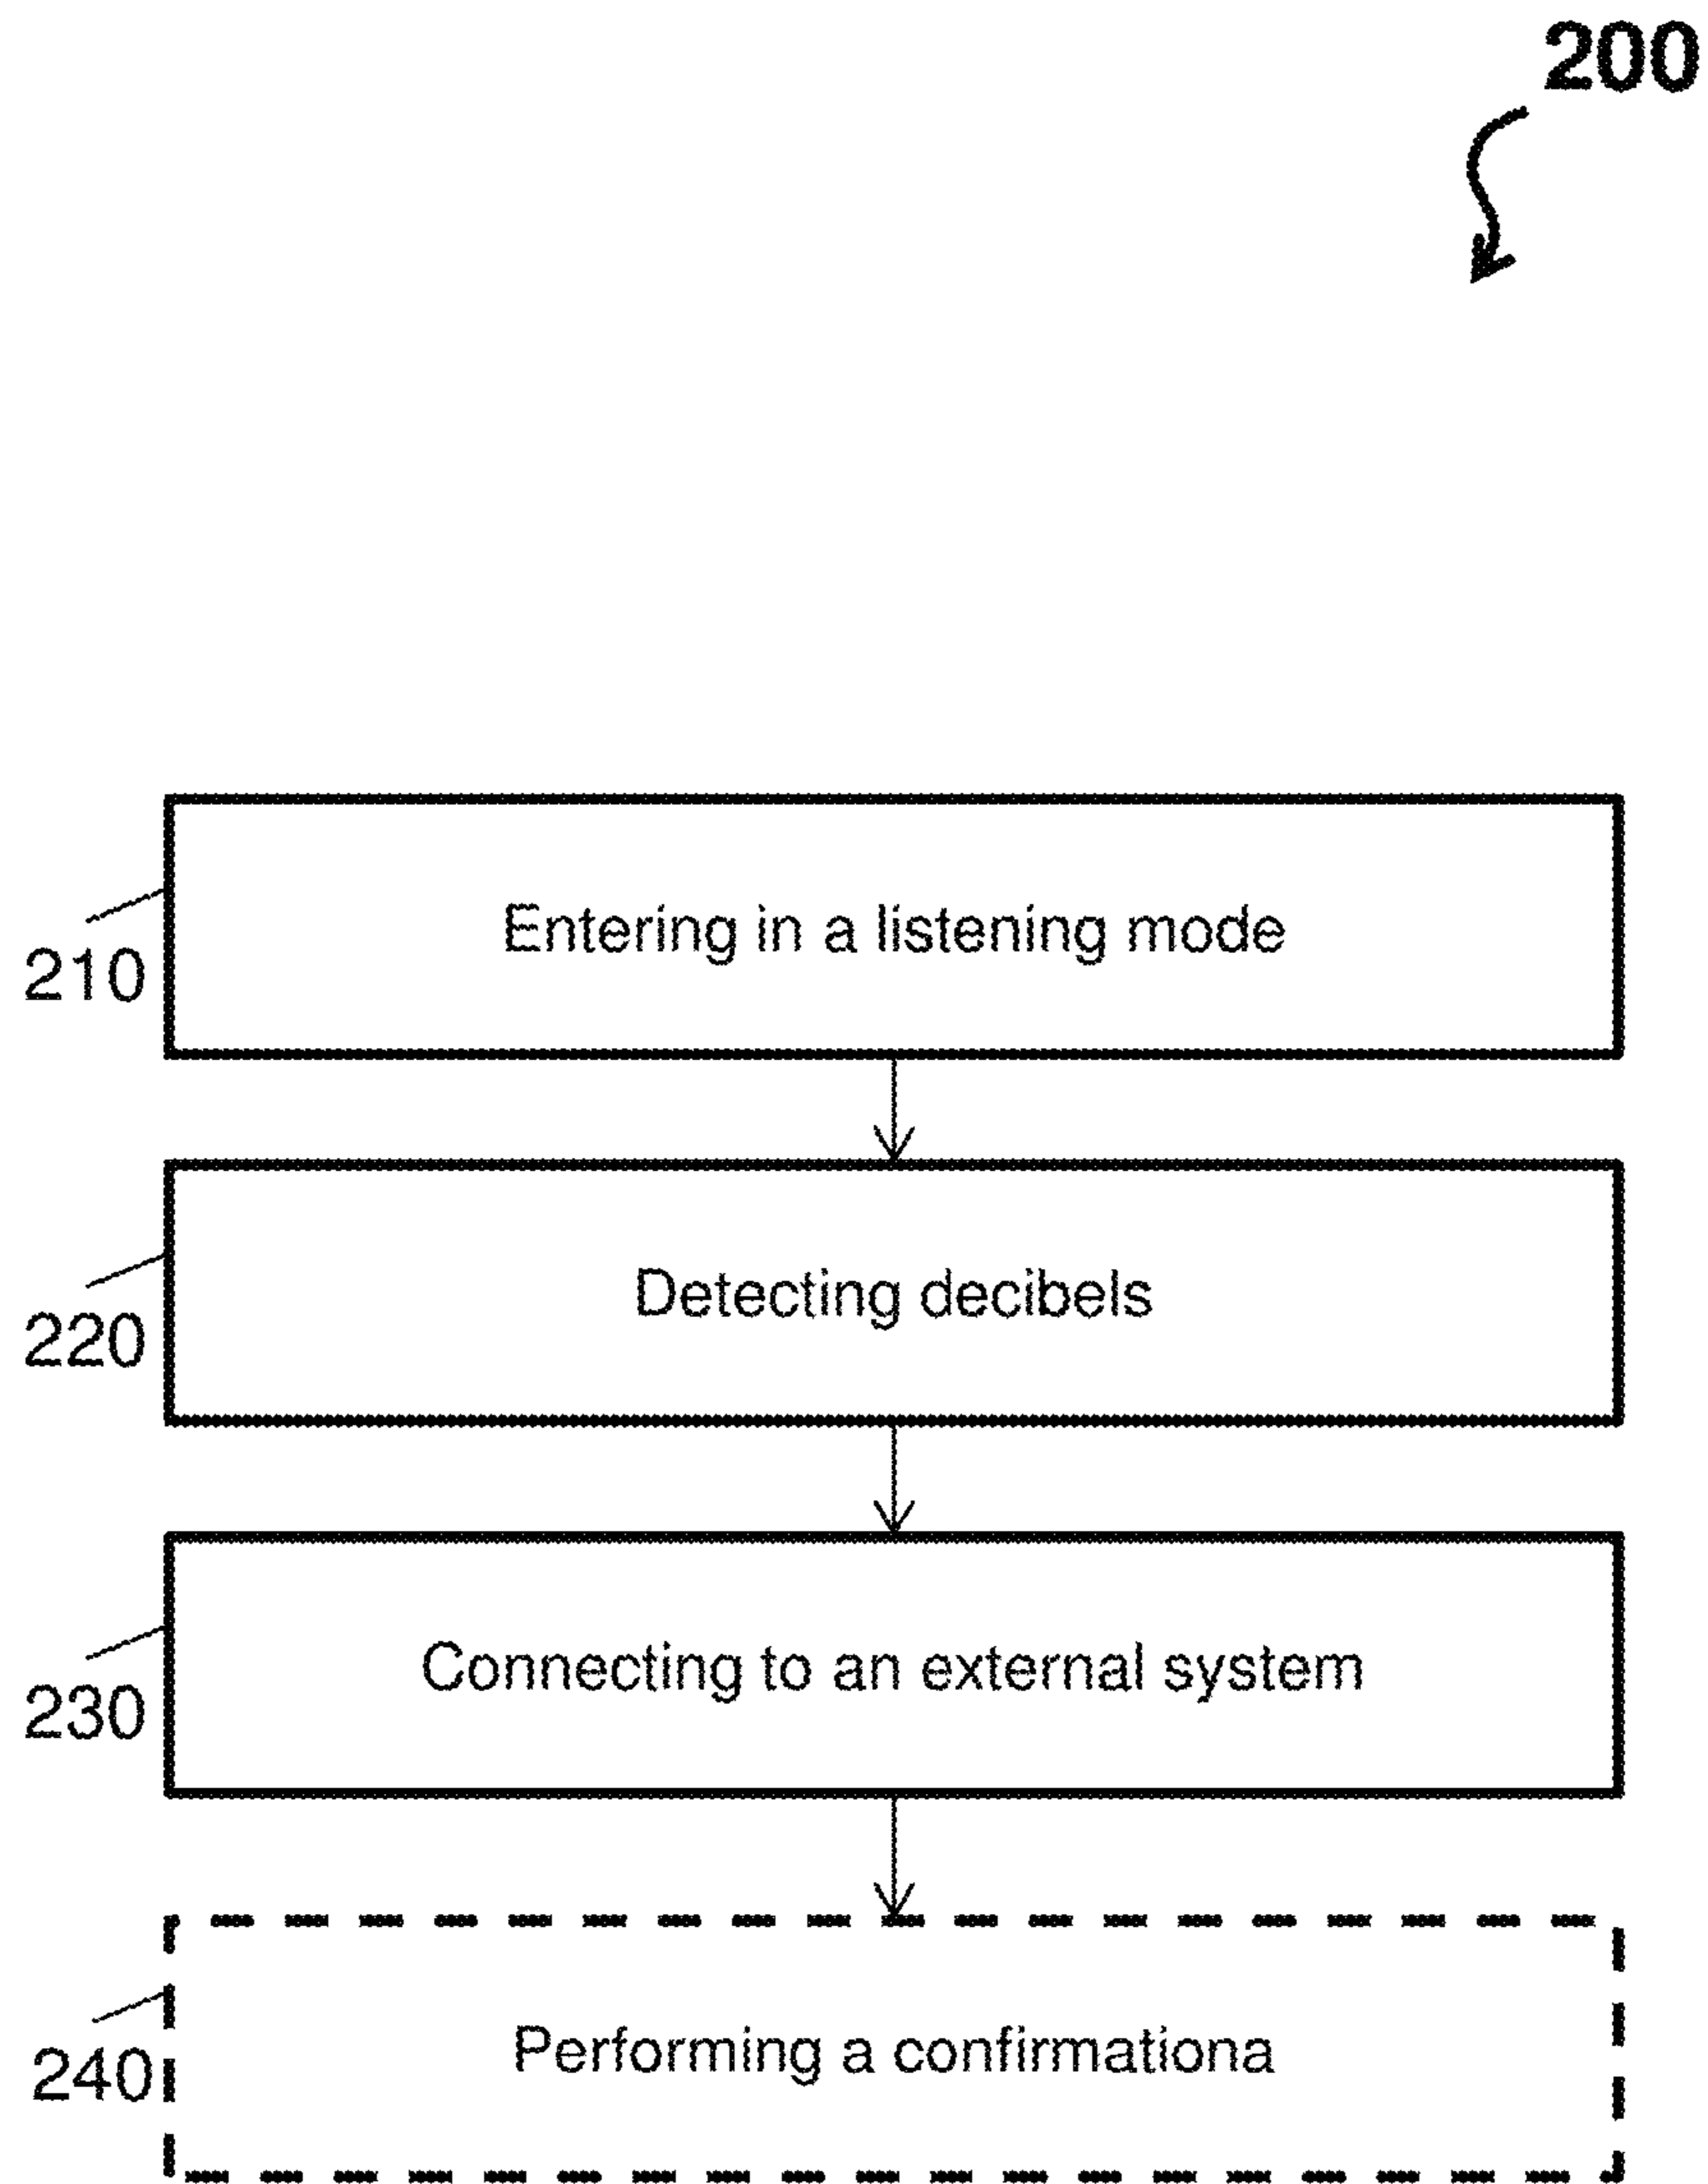 200
Entering in a listening mode
210
Detecting decibels
220
Connecting to an external system
230
Performing a confirmationa
240